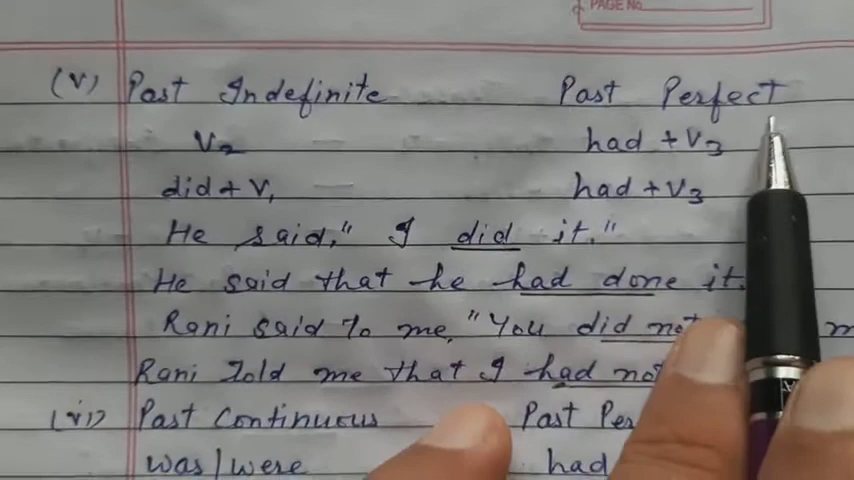 PAGE No.
(v) Past Indefinite Past Perfect
V2 had + V3
did + V1 had + V3
He said, " I did it."
He said that he had done it.
Rani said to me, "You did not
Rani told me that I had not
(vi) Past Continuous Past Per
was/were had